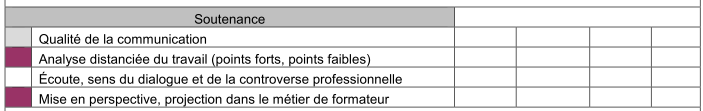 Soutenance
Qualité de la communication
Analyse distanciée du travail (points forts, points faibles)
Écoute, sens du dialogue et de la controverse professionnelle
Mise en perspective, projection dans le métier de formateur